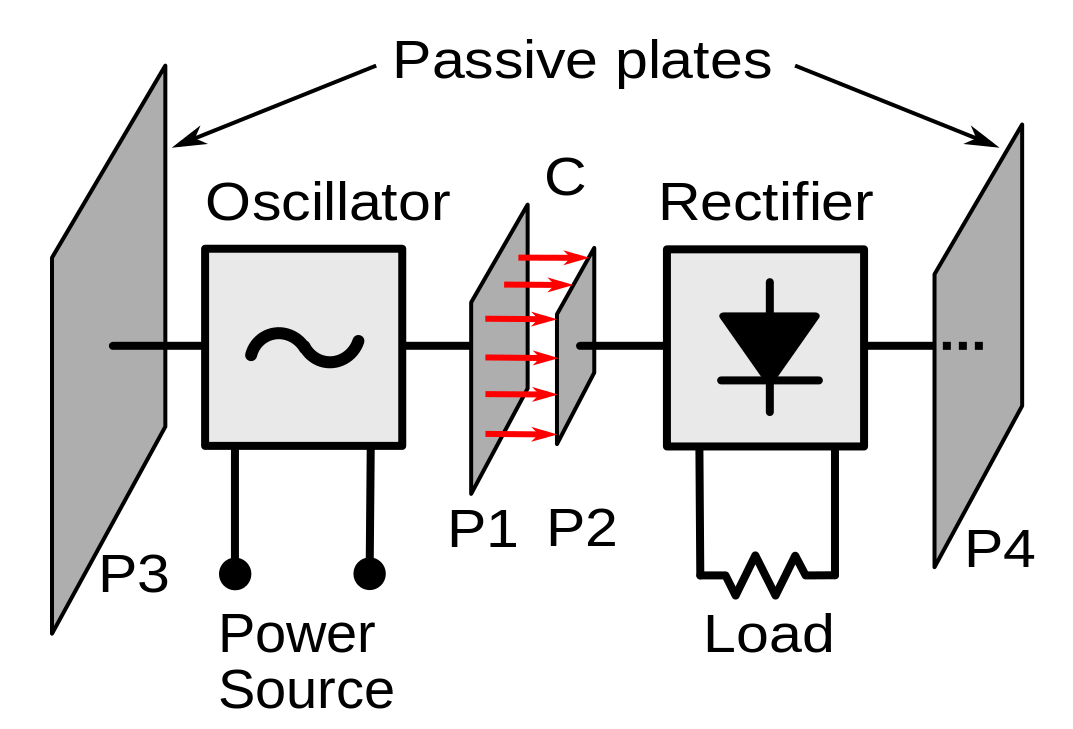 Passive plates
C
Oscillator
Rectifier
P1
P2
P3
P4
Power
Source
Load